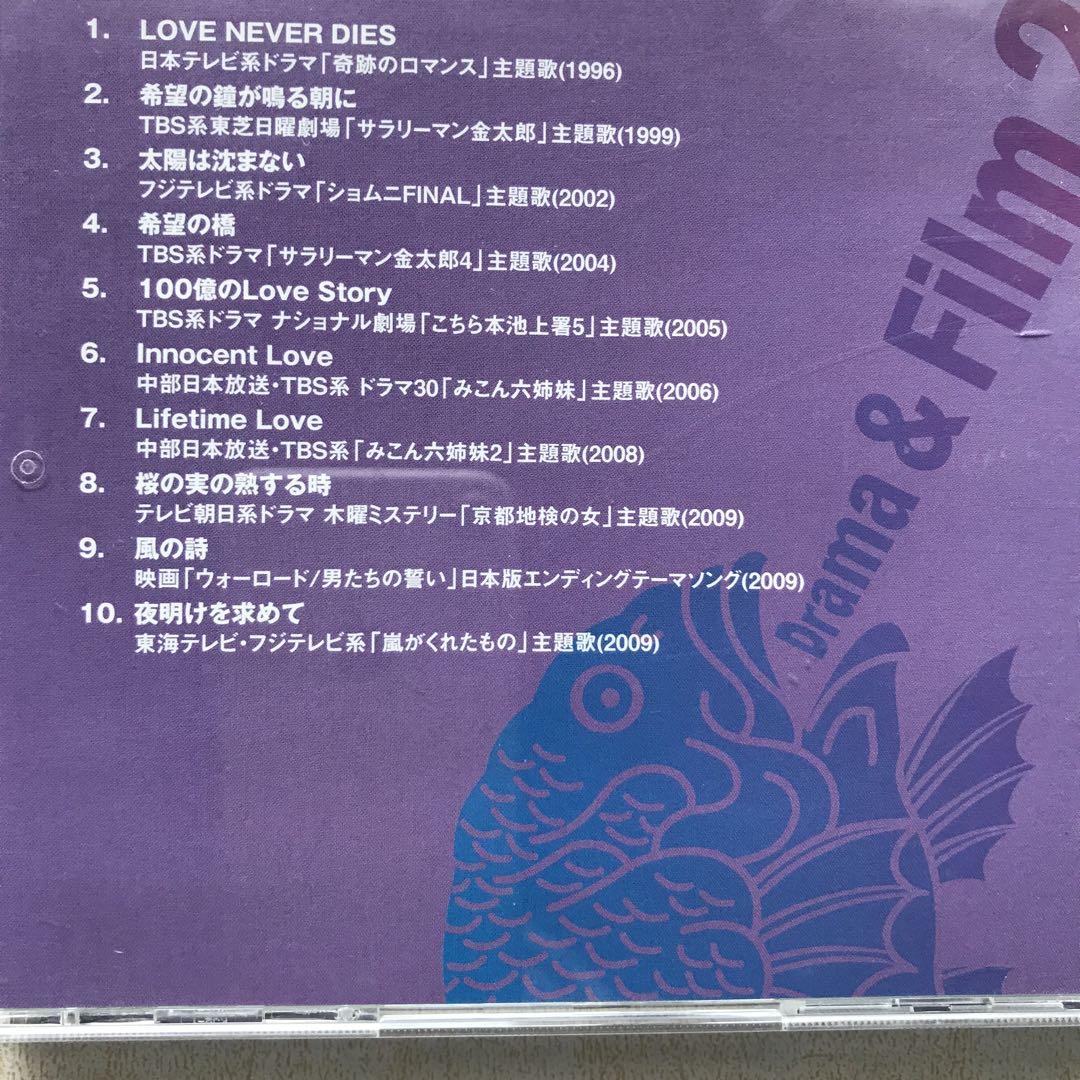 1. LOVE NEVER DIES
日本テレビ系ドラマ「奇跡のロマンス」主題歌(1996)
2. 希望の鐘が鳴る朝に
TBS系東芝日曜劇場「サラリーマン金太郎」主題歌(1999)
3. 太陽は沈まない
フジテレビ系ドラマ「ショムニFINAL」主題歌(2002)
4. 希望の橋
TBS系ドラマ「サラリーマン金太郎4」主題歌(2004)
5. 100億のLove Story
TBS系ドラマ ナショナル劇場「こちら本池上署5」主題歌(2005)
6. Innocent Love
中部日本放送・TBS系 ドラマ30「みこん六姉妹」主題歌(2006)
7. Lifetime Love
中部日本放送・TBS系「みこん六姉妹2」主題歌(2008)
8. 桜の実の熟する時
テレビ朝日系ドラマ 木曜ミステリー「京都地検の女」主題歌(2009)
9. 風の詩
映画「ウォーロード/男たちの誓い」日本版エンディングテーマソング(2009)
10. 夜明けを求めて
東海テレビ・フジテレビ系「嵐がくれたもの」主題歌(2009)
Drama & Film 2